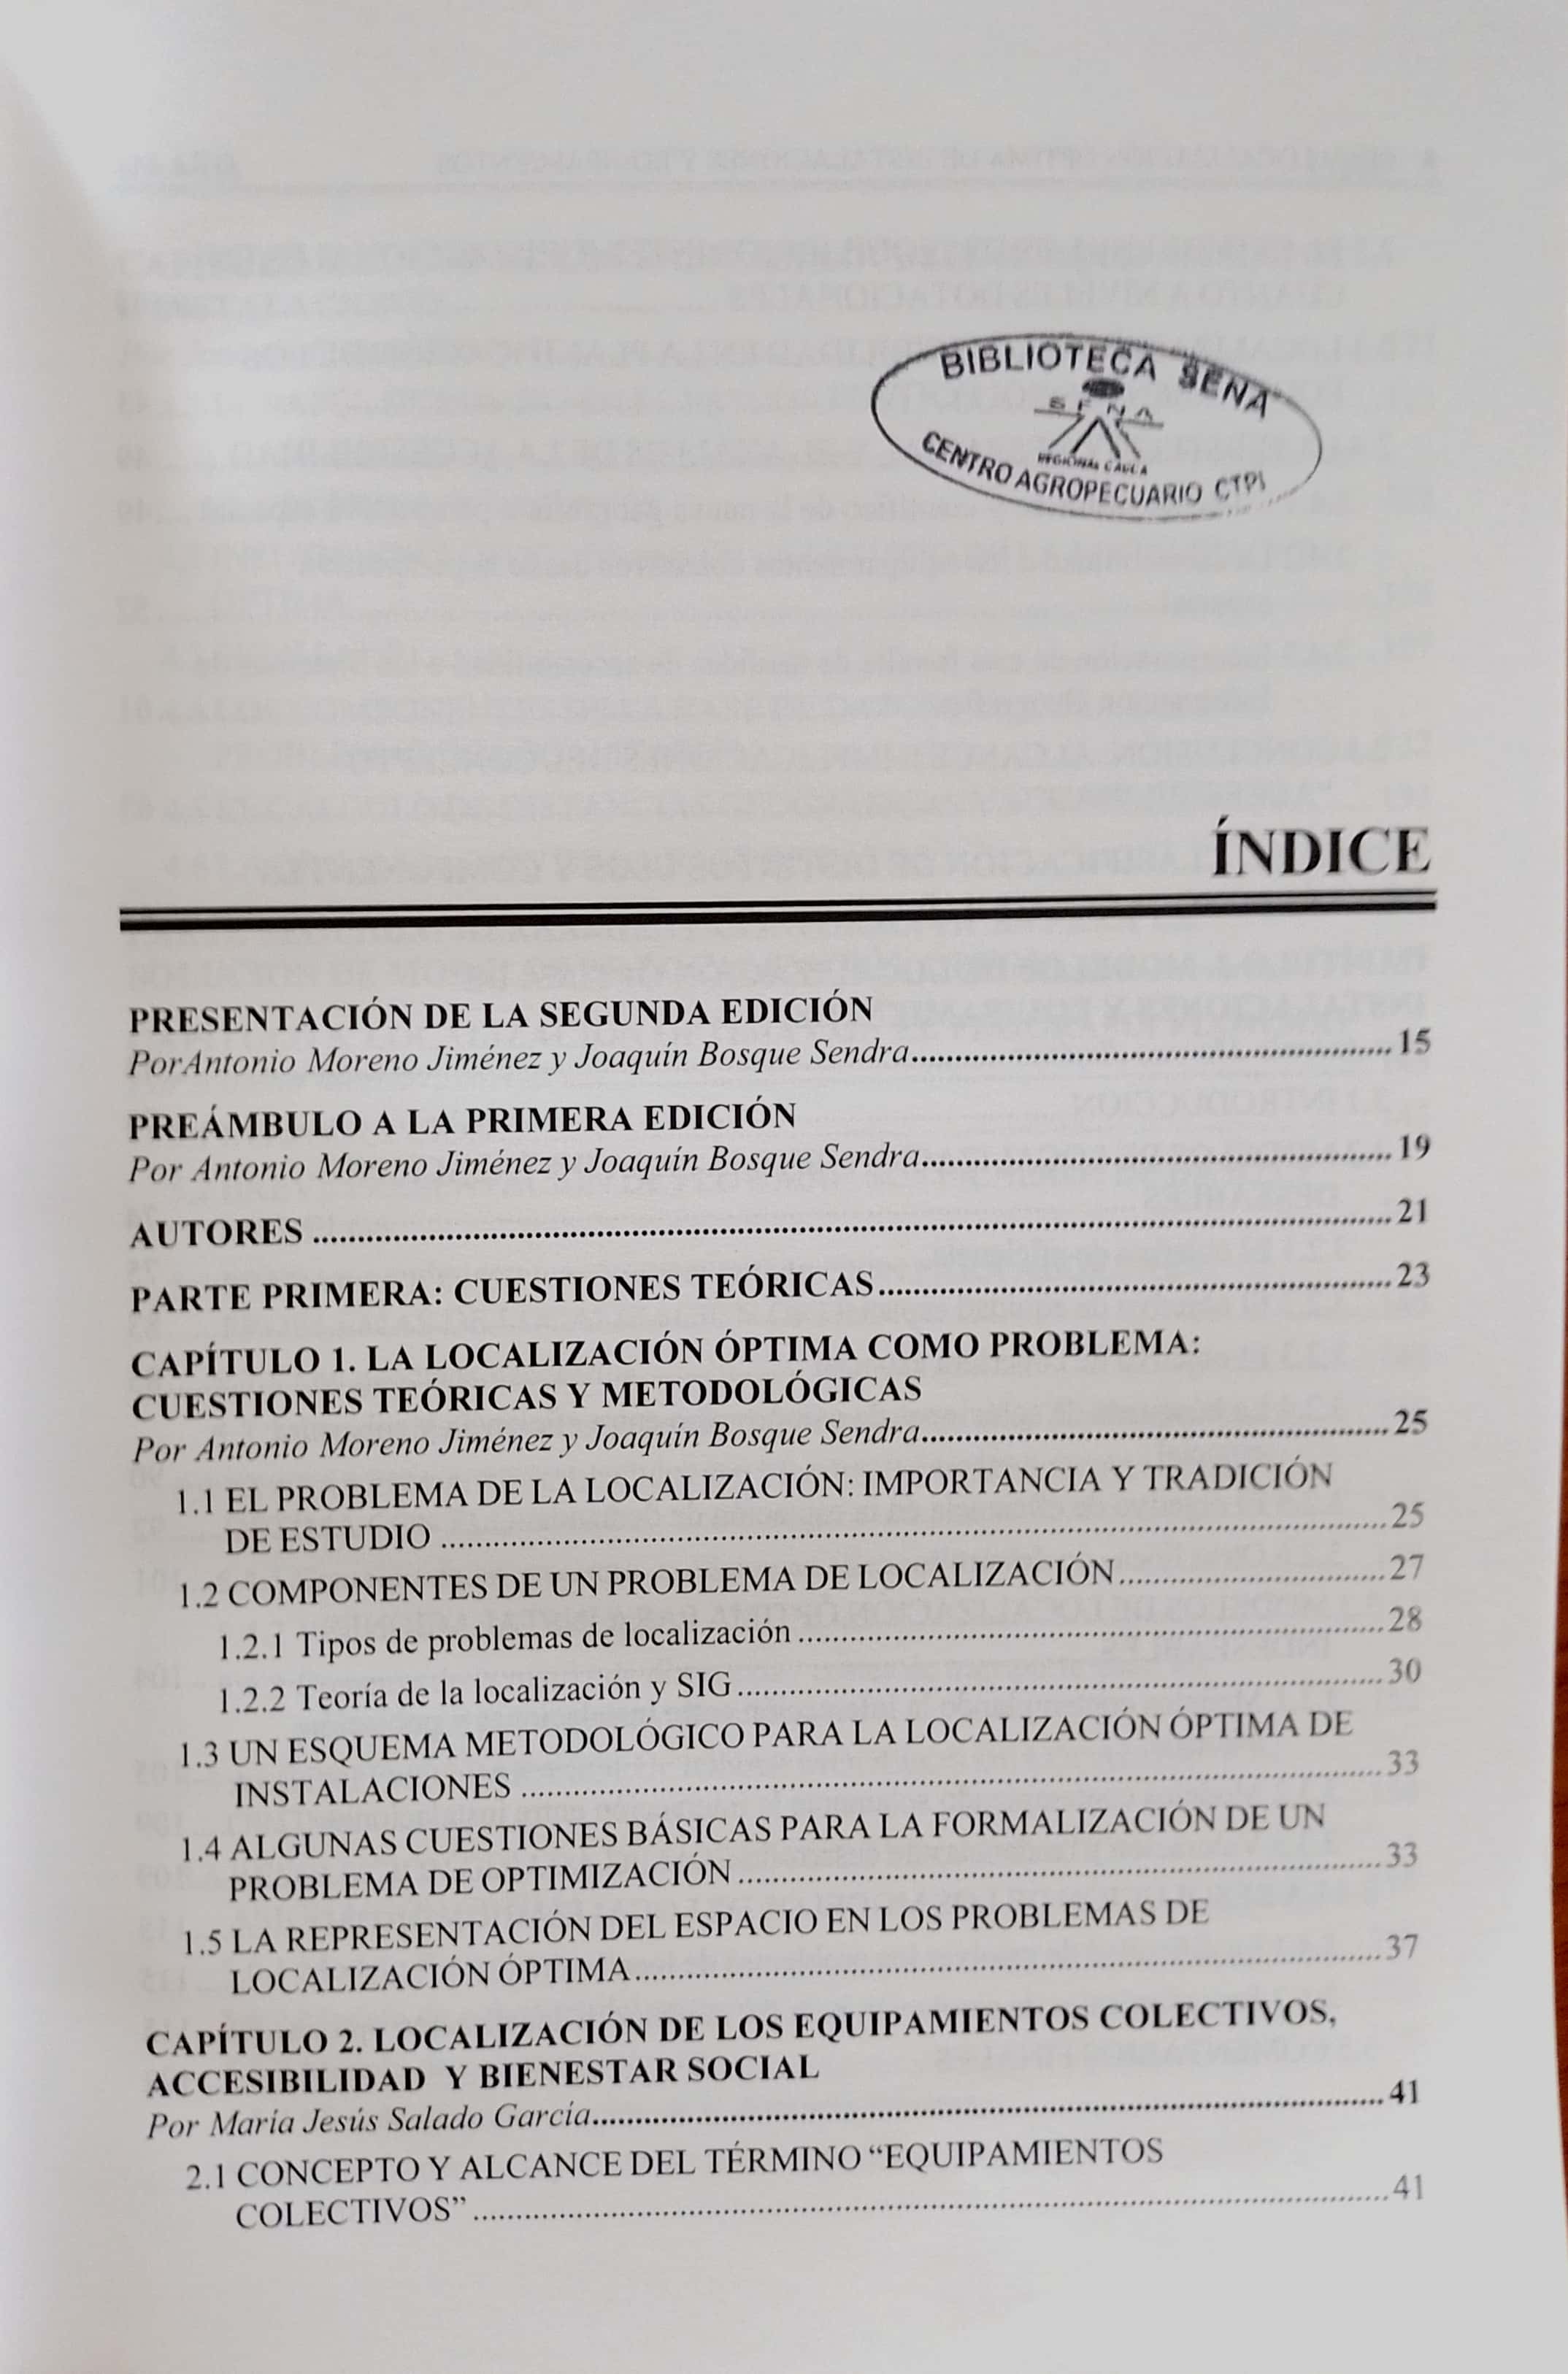 BIBLIOTECA SENA
SENA
REGIONAL CAUCA
CENTRO AGROPECUARIO CTPI
ÍNDICE
PRESENTACIÓN DE LA SEGUNDA EDICIÓN
PorAntonio Moreno Jiménez y Joaquín Bosque Sendra.......... 15
PREÁMBULO A LA PRIMERA EDICIÓN
Por Antonio Moreno Jiménez y Joaquín Bosque Sendra.......... 19
AUTORES .......... 21
PARTE PRIMERA: CUESTIONES TEÓRICAS.......... 23
CAPÍTULO 1. LA LOCALIZACIÓN ÓPTIMA COMO PROBLEMA:
CUESTIONES TEÓRICAS Y METODOLÓGICAS
Por Antonio Moreno Jiménez y Joaquín Bosque Sendra.......... 25
1.1 EL PROBLEMA DE LA LOCALIZACIÓN: IMPORTANCIA Y TRADICIÓN
DE ESTUDIO .......... 25
1.2 COMPONENTES DE UN PROBLEMA DE LOCALIZACIÓN.......... 27
1.2.1 Tipos de problemas de localización .......... 28
1.2.2 Teoría de la localización y SIG.......... 30
1.3 UN ESQUEMA METODOLÓGICO PARA LA LOCALIZACIÓN ÓPTIMA DE
INSTALACIONES .......... 33
1.4 ALGUNAS CUESTIONES BÁSICAS PARA LA FORMALIZACIÓN DE UN
PROBLEMA DE OPTIMIZACIÓN.......... 33
1.5 LA REPRESENTACIÓN DEL ESPACIO EN LOS PROBLEMAS DE
LOCALIZACIÓN ÓPTIMA.......... 37
CAPÍTULO 2. LOCALIZACIÓN DE LOS EQUIPAMIENTOS COLECTIVOS,
ACCESIBILIDAD Y BIENESTAR SOCIAL
Por María Jesús Salado García.......... 41
2.1 CONCEPTO Y ALCANCE DEL TÉRMINO “EQUIPAMIENTOS
COLECTIVOS” .......... 41